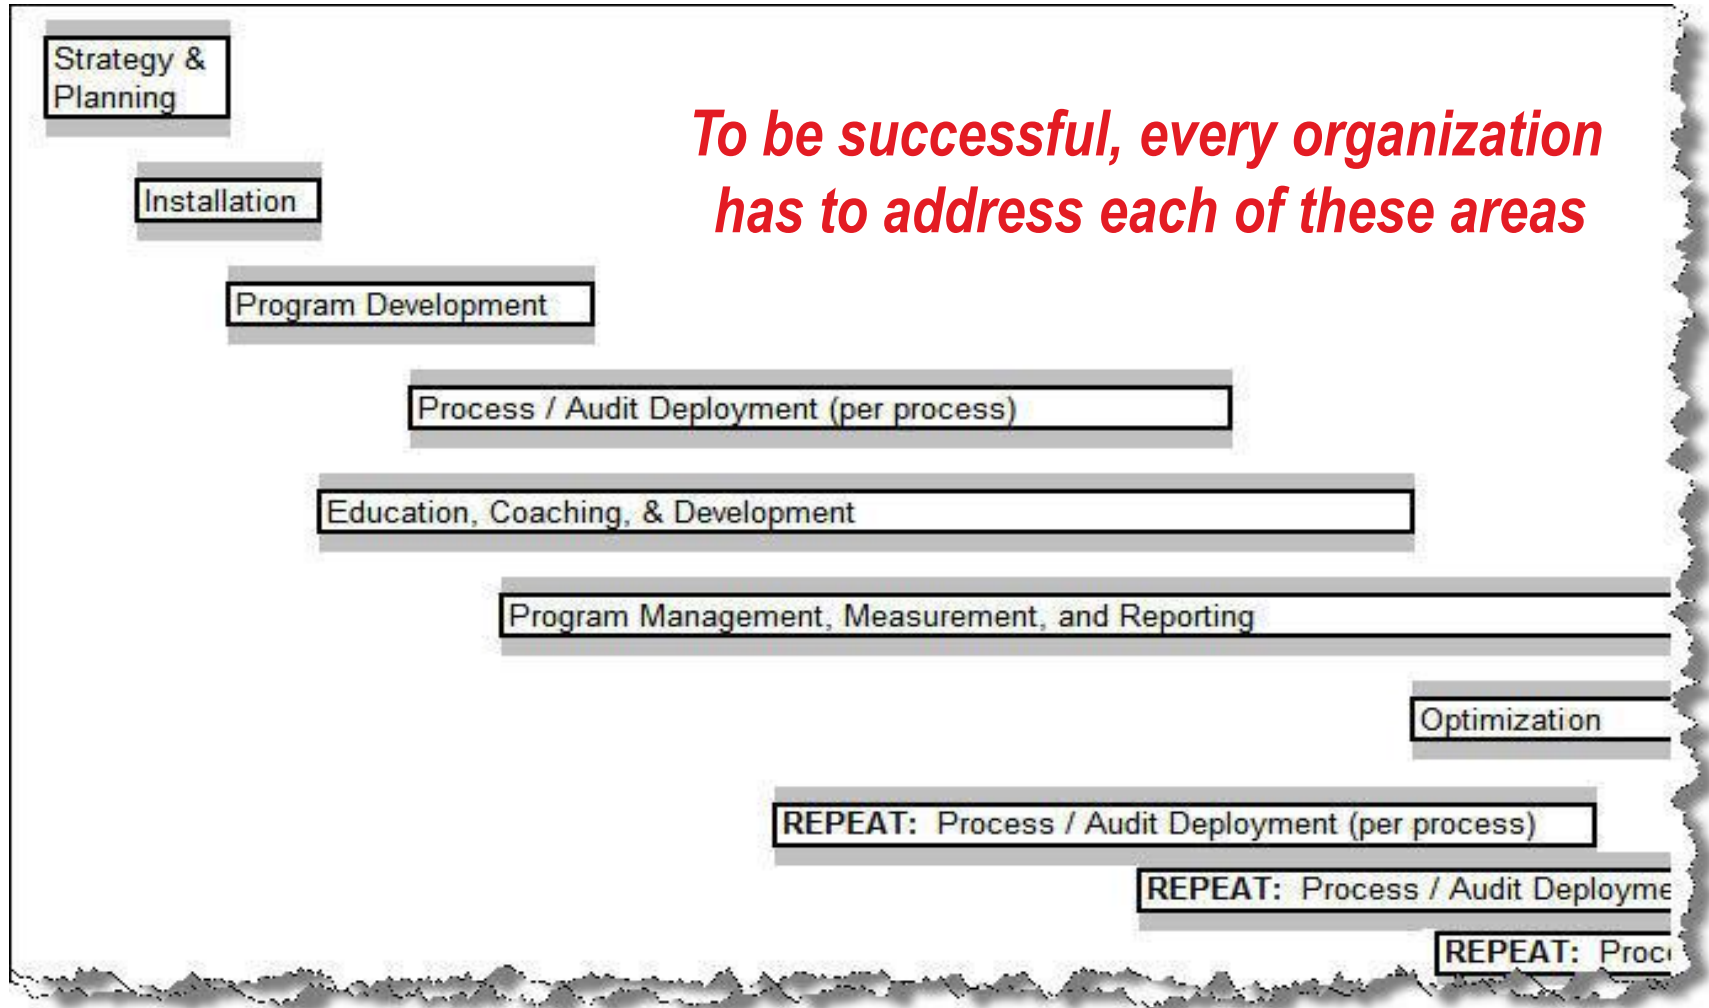 Strategy &
Planning
To be successful, every organization
has to address each of these areas
Installation
Program Development
Process / Audit Deployment (per process)
Education, Coaching, & Development
Program Management, Measurement, and Reporting
Optimization
REPEAT: Process / Audit Deployment (per process)
REPEAT: Process / Audit Deployme
REPEAT: Proc